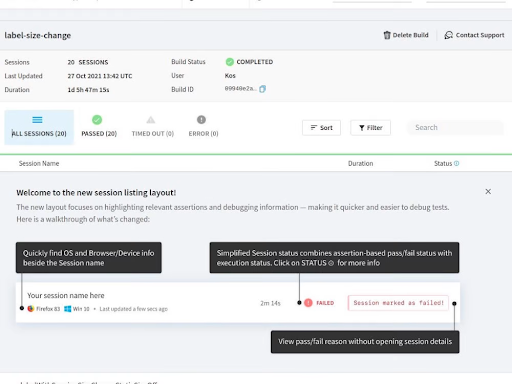 label-size-change
Delete Build
Contact Support
Sessions 20 SESSIONS Build Status COMPLETED
Last Updated 27 Oct 2021 13:42 UTC User Kos
Duration 1d 5h 47m 15s Build ID 09940e2a…
ALL SESSIONS (20) PASSED (20) TIMED OUT (0) ERROR (0) Sort Filter Search
Session Name Duration Status
Welcome to the new session listing layout!
The new layout focuses on highlighting relevant assertions and debugging information — making it quicker and easier to debug tests.
Here is a walkthrough of what's changed:
Quickly find OS and Browser/Device info
beside the Session name
Simplified Session status combines assertion-based pass/fail status with
execution status. Click on STATUS for more info
Your session name here
Firefox 83 Win 10 • Last updated a few secs ago
2m 14s
FAILED
Session marked as failed!
View pass/fail reason without opening session details